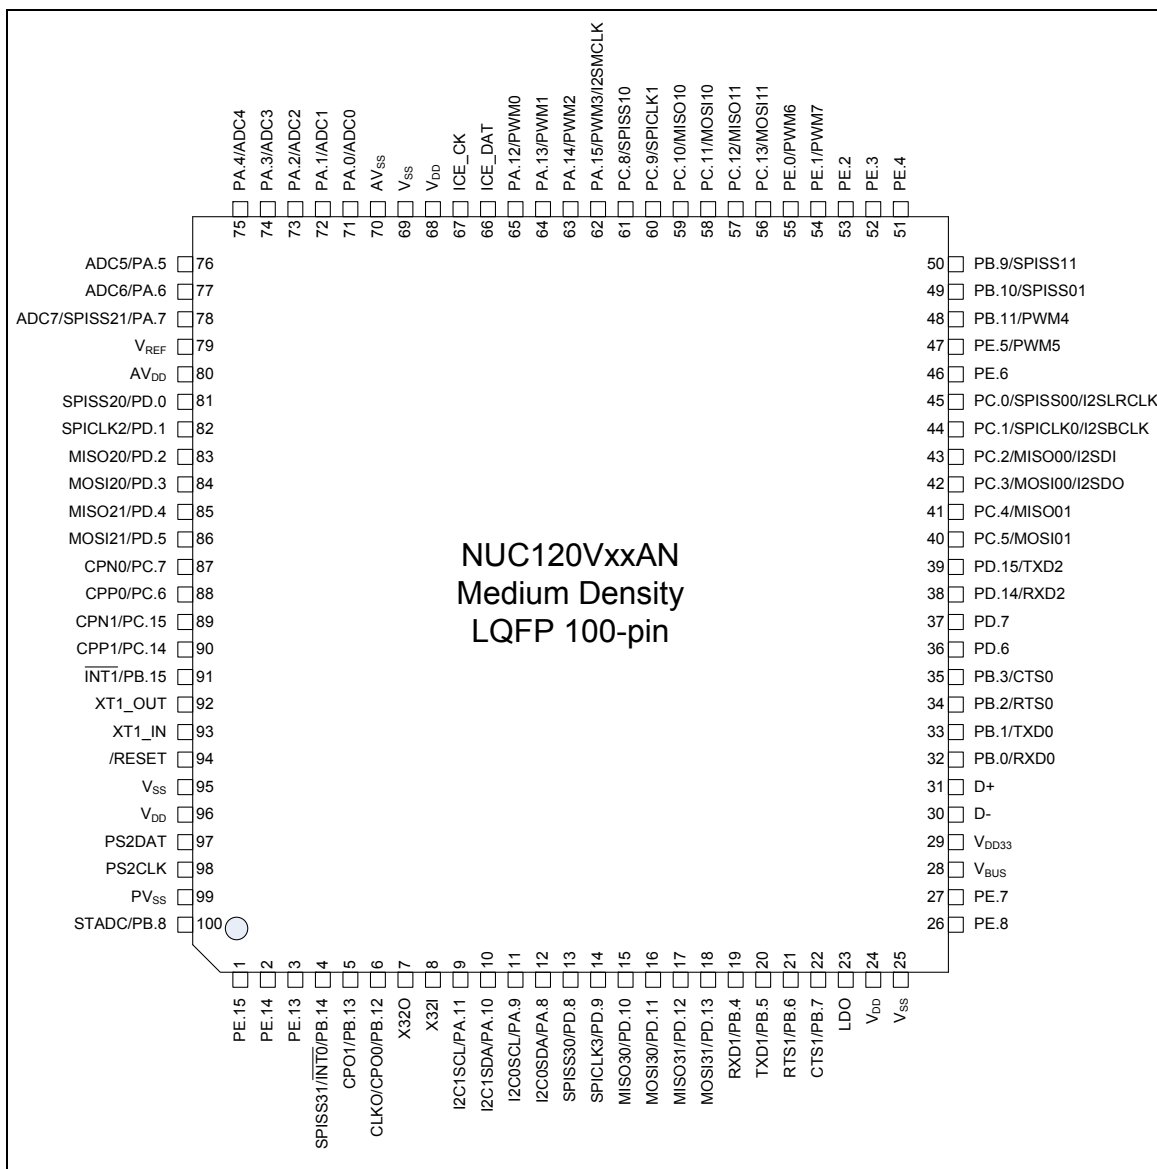 PA.4/ADC4
PA.3/ADC3
PA.2/ADC2
PA.1/ADC1
PA.0/ADC0
AVSS
VSS
VDD
ICE_CK
ICE_DAT
PA.12/PWM0
PA.13/PWM1
PA.14/PWM2
PA.15/PWM3/I2SMCLK
PC.8/SPISS10
PC.9/SPICLK1
PC.10/MISO10
PC.11/MOSI10
PC.12/MISO11
PC.13/MOSI11
PE.0/PWM6
PE.1/PWM7
PE.2
PE.3
PE.4
75 74 73 72 71 70 69 68 67 66 65 64 63 62 61 60 59 58 57 56 55 54 53 52 51
ADC5/PA.5 76
ADC6/PA.6 77
ADC7/SPISS21/PA.7 78
VREF 79
AVDD 80
SPISS20/PD.0 81
SPICLK2/PD.1 82
MISO20/PD.2 83
MOSI20/PD.3 84
MISO21/PD.4 85
MOSI21/PD.5 86
CPN0/PC.7 87
CPP0/PC.6 88
CPN1/PC.15 89
CPP1/PC.14 90
INT1/PB.15 91
XT1_OUT 92
XT1_IN 93
/RESET 94
VSS 95
VDD 96
PS2DAT 97
PS2CLK 98
PVSS 99
STADC/PB.8 100
NUC120VxxAN
Medium Density
LQFP 100-pin
50 PB.9/SPISS11
49 PB.10/SPISS01
48 PB.11/PWM4
47 PE.5/PWM5
46 PE.6
45 PC.0/SPISS00/I2SLRCLK
44 PC.1/SPICLK0/I2SBCLK
43 PC.2/MISO00/I2SDI
42 PC.3/MOSI00/I2SDO
41 PC.4/MISO01
40 PC.5/MOSI01
39 PD.15/TXD2
38 PD.14/RXD2
37 PD.7
36 PD.6
35 PB.3/CTS0
34 PB.2/RTS0
33 PB.1/TXD0
32 PB.0/RXD0
31 D+
30 D-
29 VDD33
28 VBUS
27 PE.7
26 PE.8
1 2 3 4 5 6 7 8 9 10 11 12 13 14 15 16 17 18 19 20 21 22 23 24 25
PE.15
PE.14
PE.13
SPISS31/INT0/PB.14
CPO1/PB.13
CLKO/CPO0/PB.12
X32O
X32I
I2C1SCL/PA.11
I2C1SDA/PA.10
I2C0SCL/PA.9
I2C0SDA/PA.8
SPISS30/PD.8
SPICLK3/PD.9
MISO30/PD.10
MOSI30/PD.11
MISO31/PD.12
MOSI31/PD.13
RXD1/PB.4
TXD1/PB.5
RTS1/PB.6
CTS1/PB.7
LDO
VDD
VSS